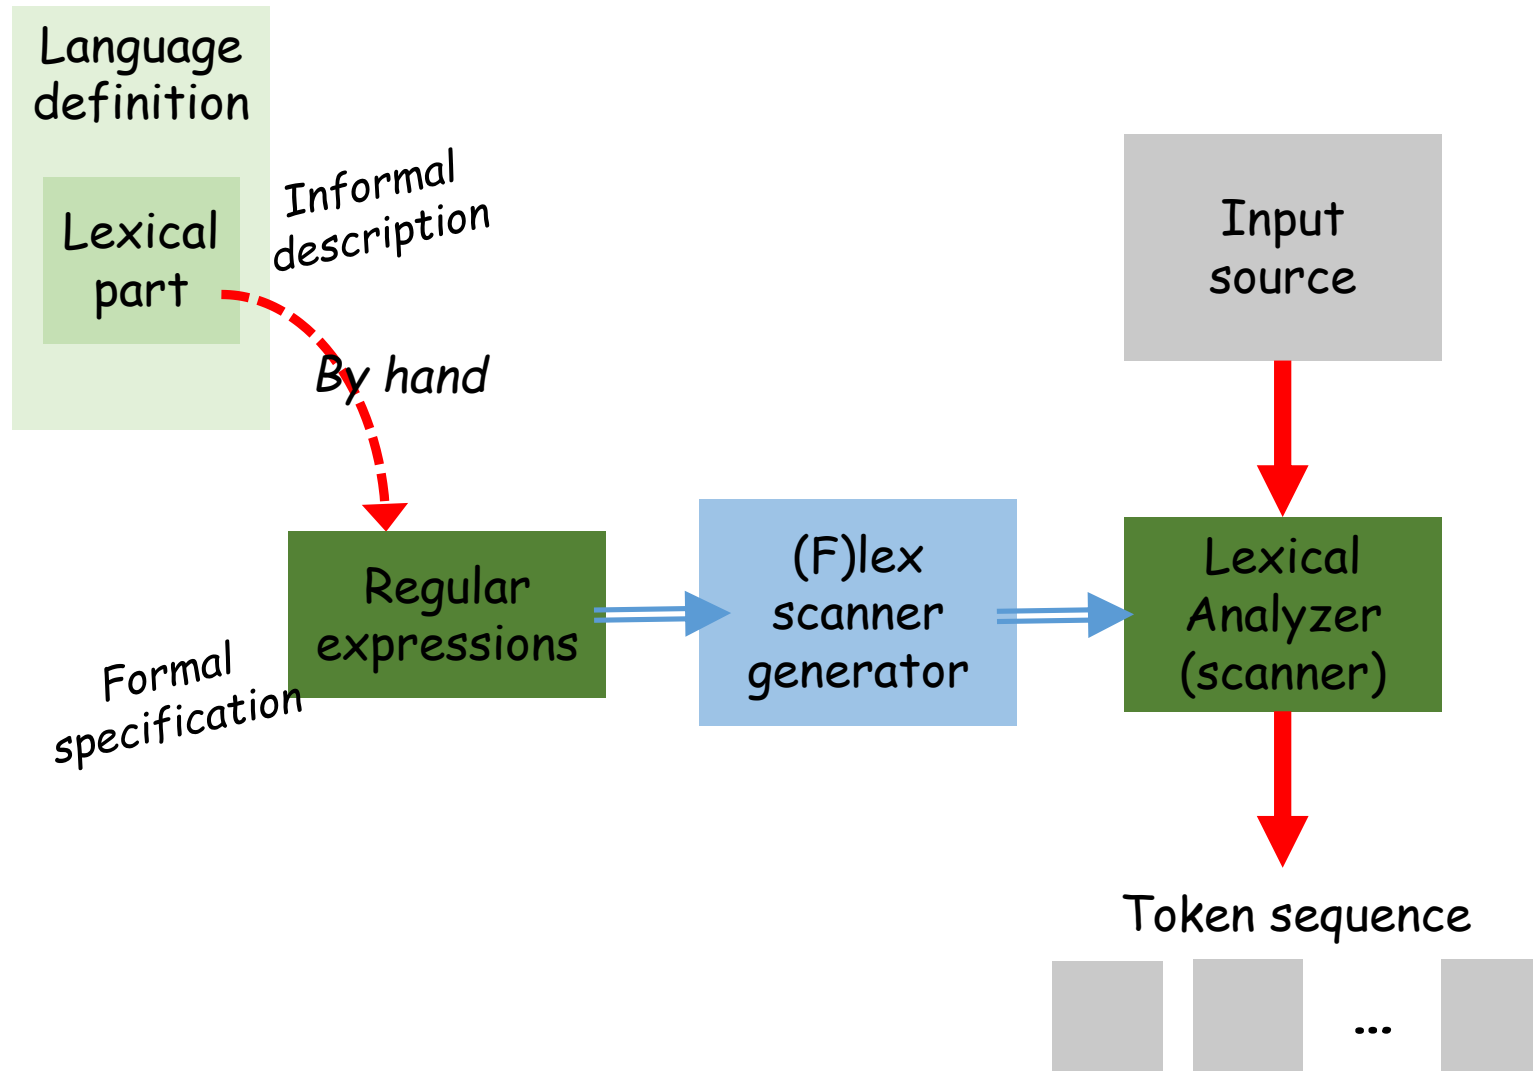 Language
definition
Lexical
part
Informal
description
By hand
Input
source
Regular
expressions
Formal
specification
(F)lex
scanner
generator
Lexical
Analyzer
(scanner)
Token sequence
...